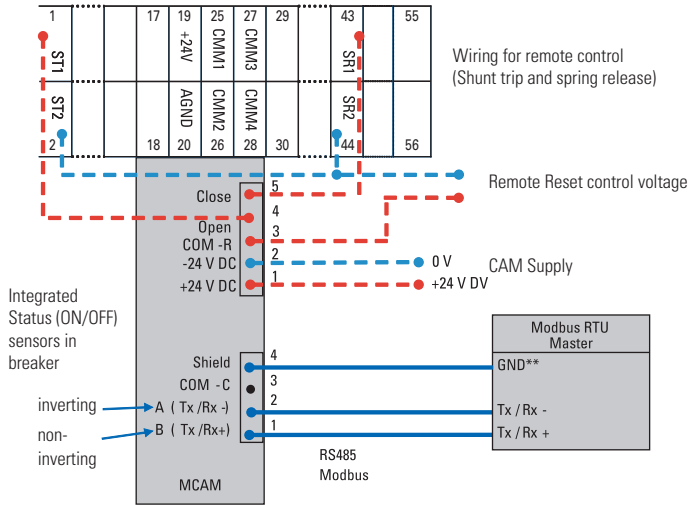 1 17 19 25 27 29 43 55
ST1 +24V CMM1 CMM3 SR1
ST2 AGND CMM2 CMM4 SR2
2 18 20 26 28 30 44 56
Wiring for remote control
(Shunt trip and spring release)
Remote Reset control voltage
Close 5
4
Open
COM -R 3
-24 V DC 2 0 V
+24 V DC 1 +24 V DV
CAM Supply
Integrated
Status (ON/OFF)
sensors in
breaker
Modbus RTU
Master
Shield 4 GND**
COM - C 3
inverting A ( Tx /Rx -) 2 Tx / Rx -
non-
inverting
B ( Tx /Rx+) 1 Tx / Rx +
RS485
Modbus
MCAM